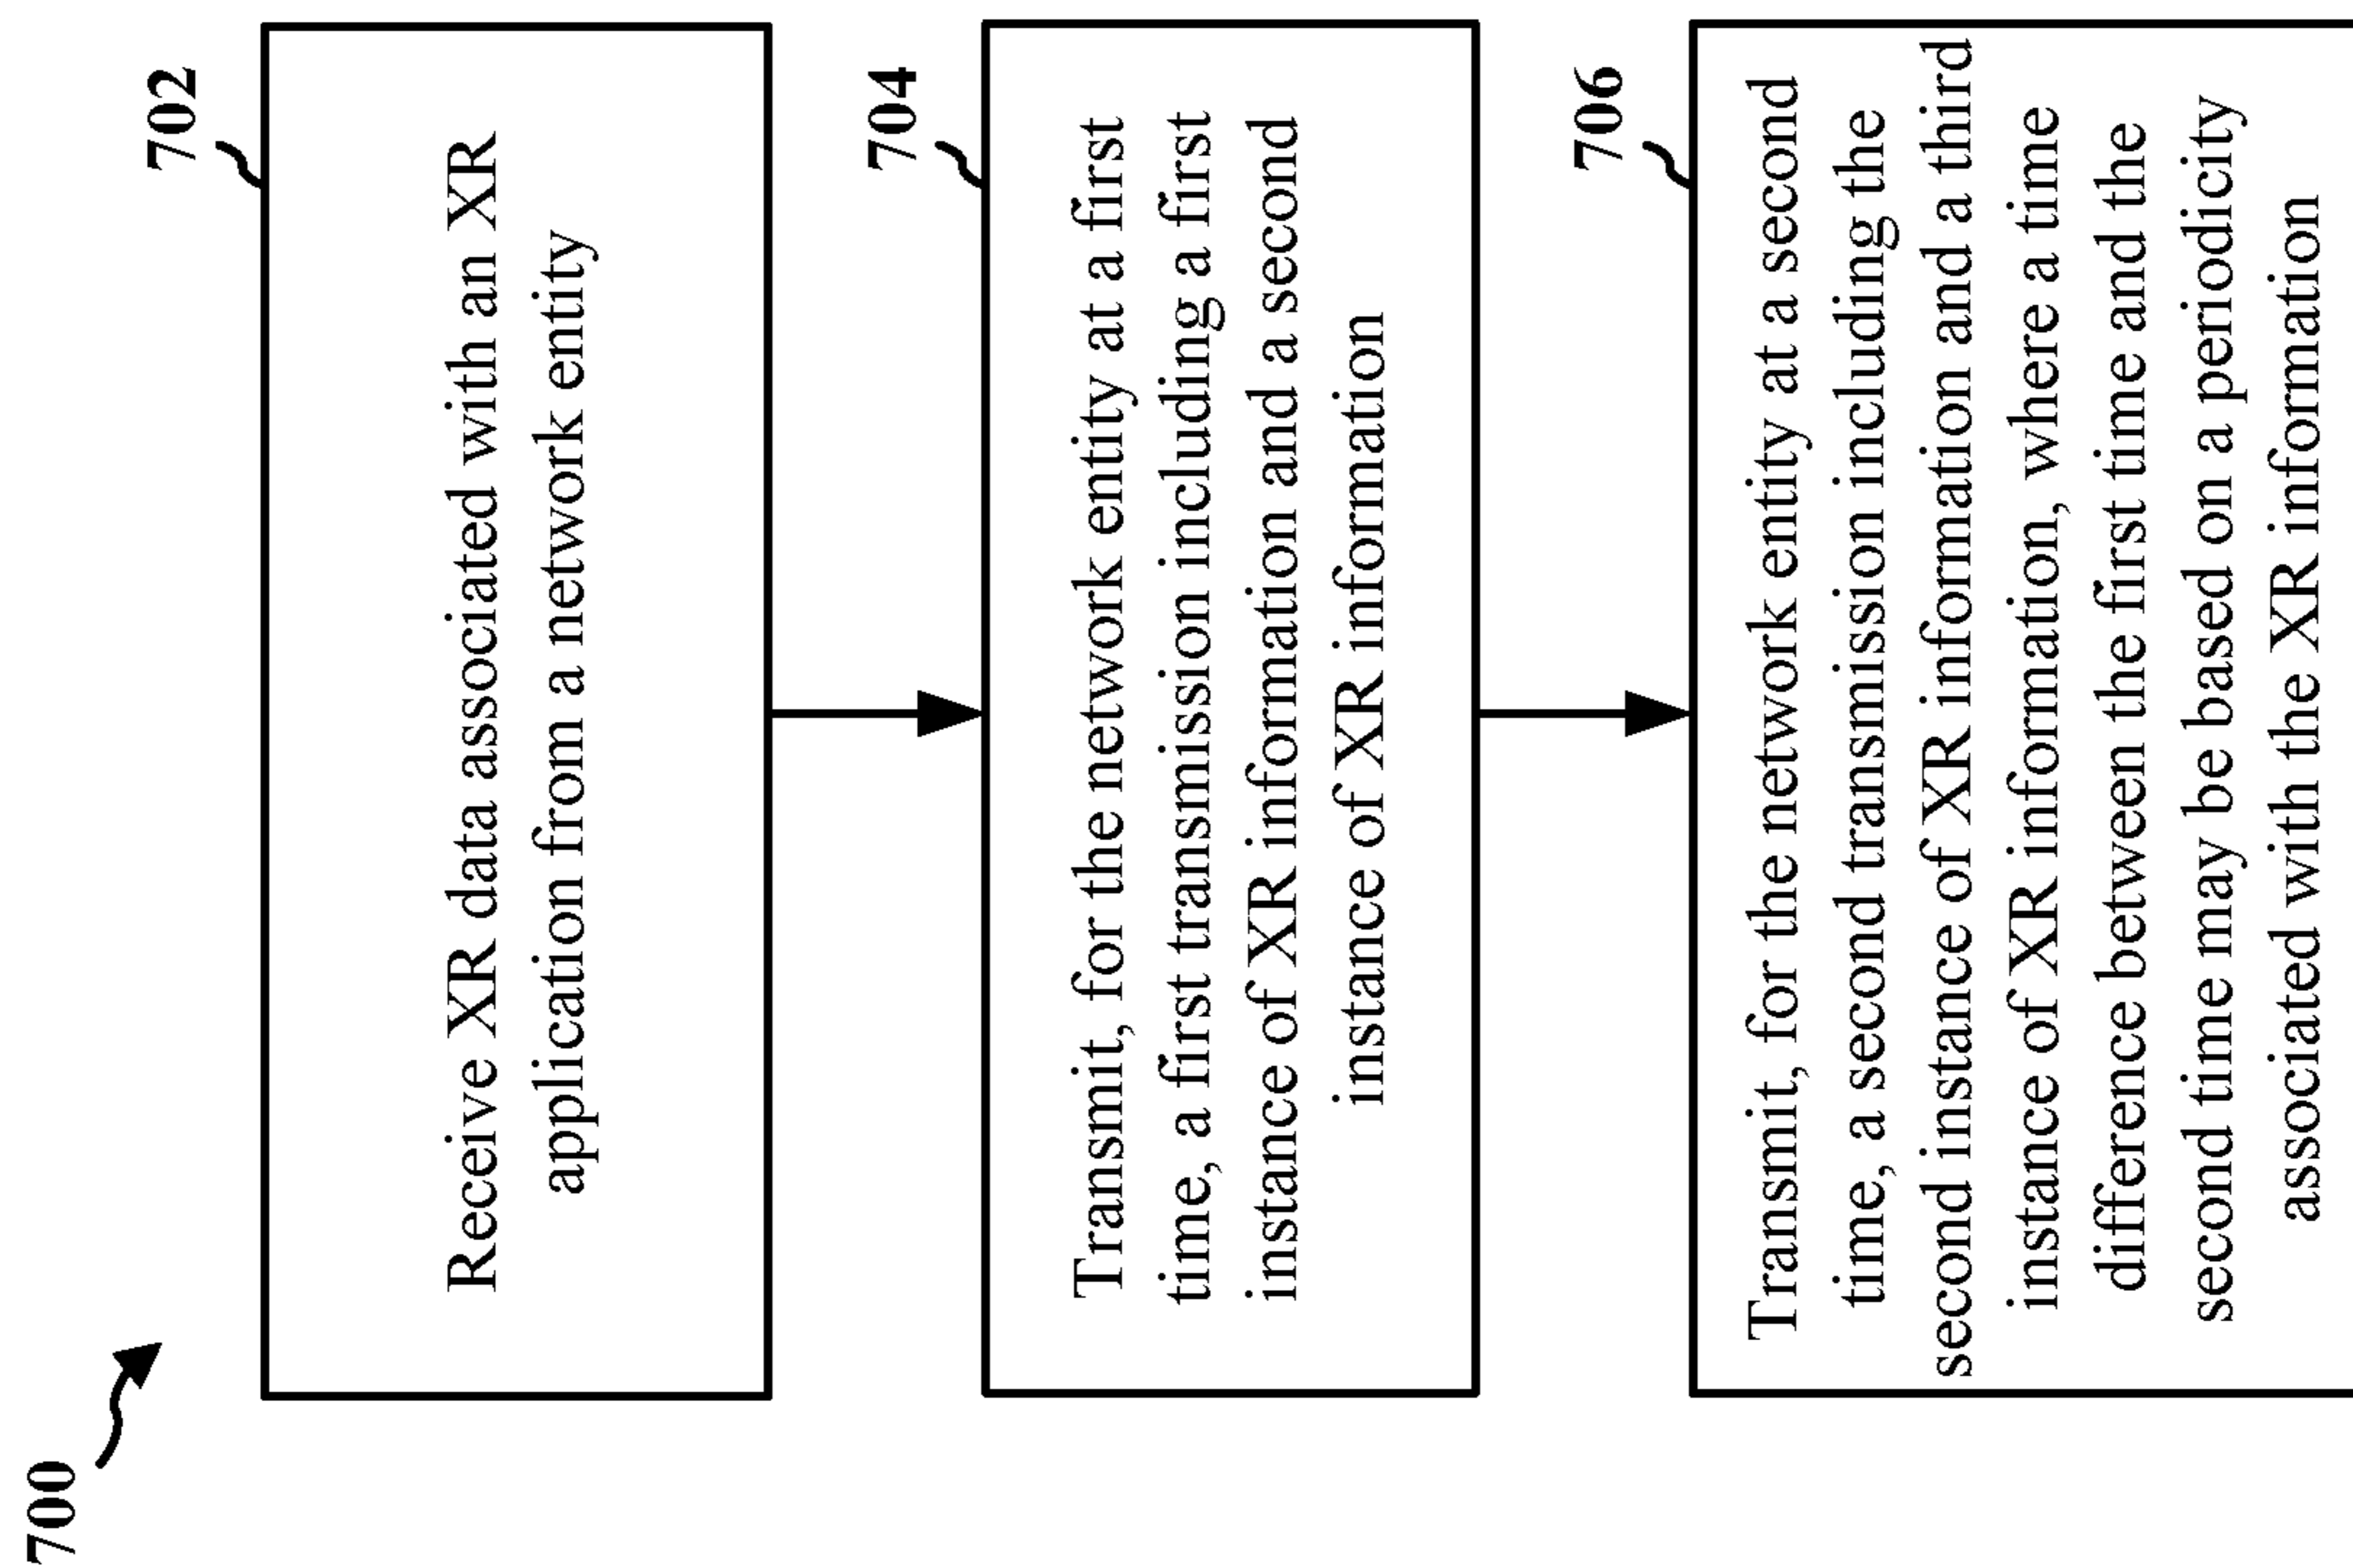 700
702
Receive XR data associated with an XR
application from a network entity
704
Transmit, for the network entity at a first
time, a first transmission including a first
instance of XR information and a second
instance of XR information
706
Transmit, for the network entity at a second
time, a second transmission including the
second instance of XR information and a third
instance of XR information, where a time
difference between the first time and the
second time may be based on a periodicity
associated with the XR information